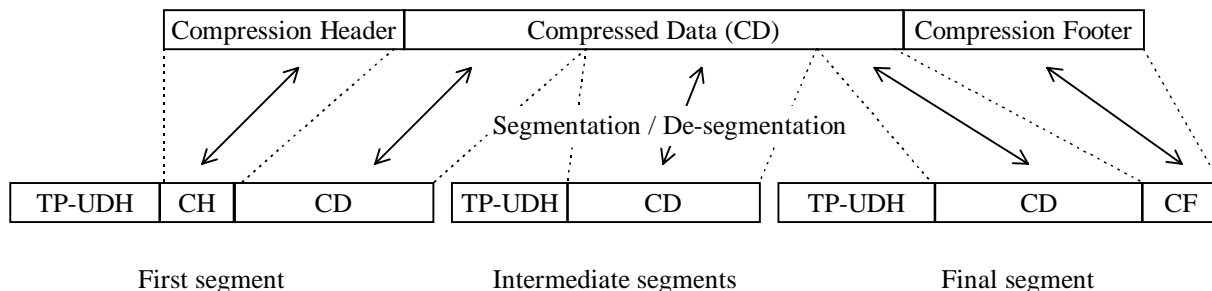 Compression Header Compressed Data (CD) Compression Footer
Segmentation / De-segmentation
TP-UDH CH CD TP-UDH CD TP-UDH CD CF
First segment Intermediate segments Final segment